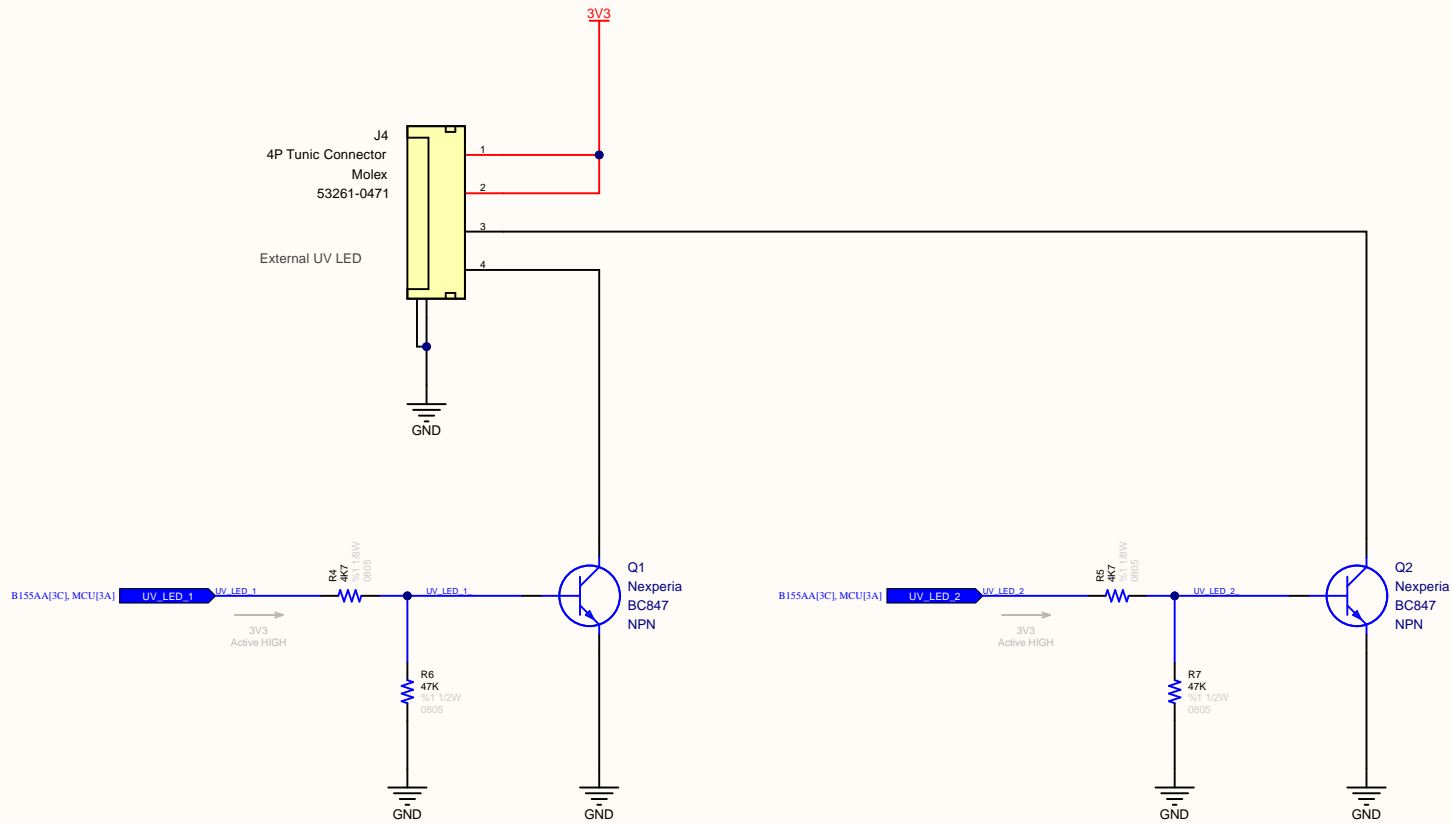 3V3
J4
4P Tunic Connector
Molex
53261-0471
External UV LED
1
2
3
4
GND
B155AA[3C], MCU[3A]
UV_LED_1
UV_LED_1
3V3
Active HIGH
R4
4K7
%1 1/8W
0805
UV_LED_1_
Q1
Nexperia
BC847
NPN
R6
47K
%1 1/2W
0805
GND
GND
B155AA[3C], MCU[3A]
UV_LED_2
UV_LED_2
3V3
Active HIGH
R5
4K7
%1 1/8W
0805
UV_LED_2_
Q2
Nexperia
BC847
NPN
R7
47K
%1 1/2W
0805
GND
GND